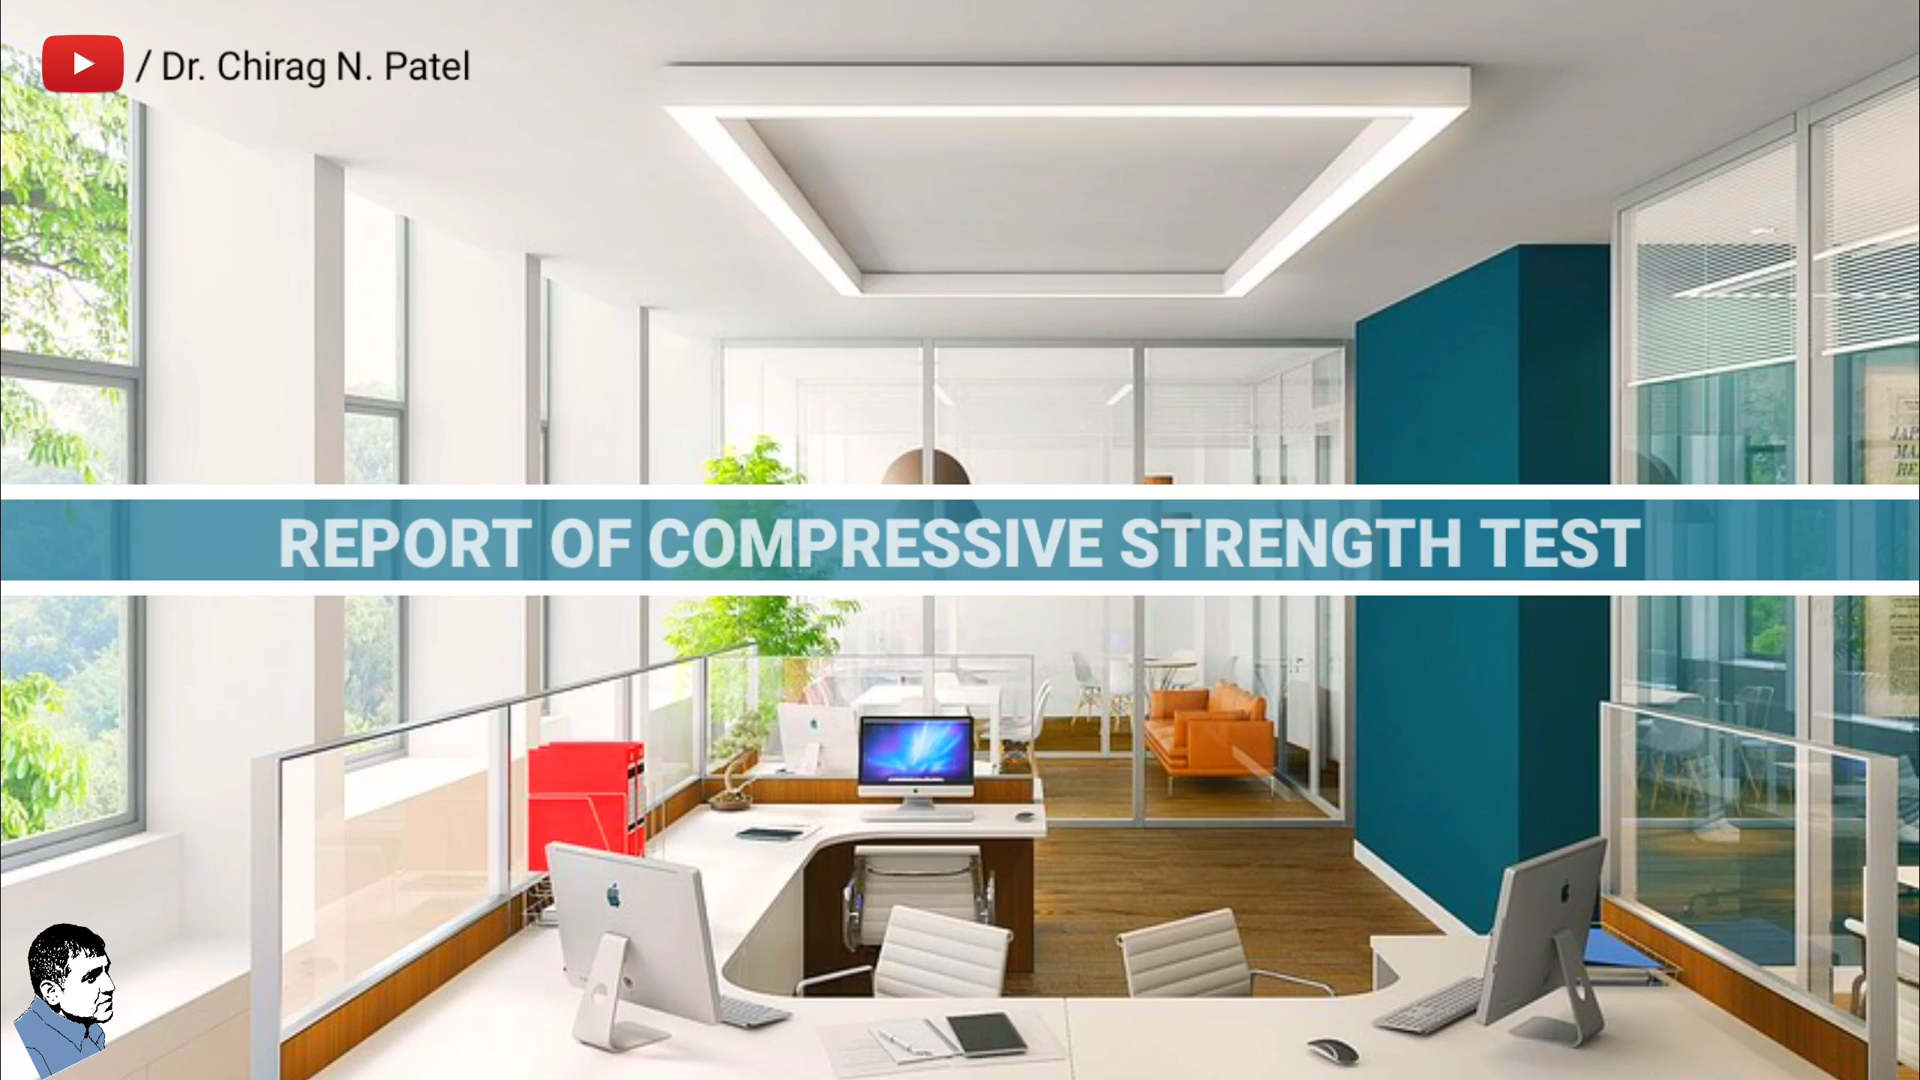 / Dr. Chirag N. Patel
REPORT OF COMPRESSIVE STRENGTH TEST